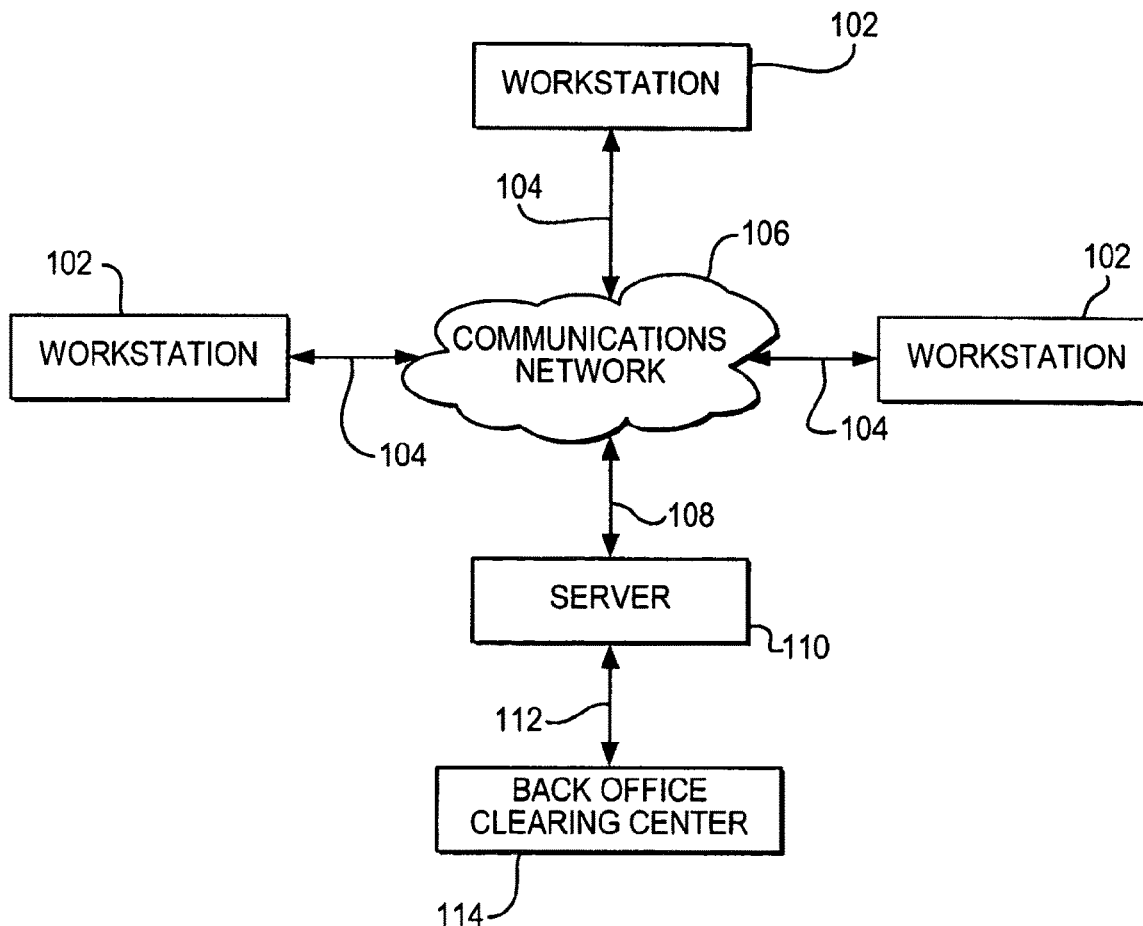 102
WORKSTATION
104
106
102
102
WORKSTATION
COMMUNICATIONS
NETWORK
WORKSTATION
104
104
108
SERVER
110
112
BACK OFFICE
CLEARING CENTER
114